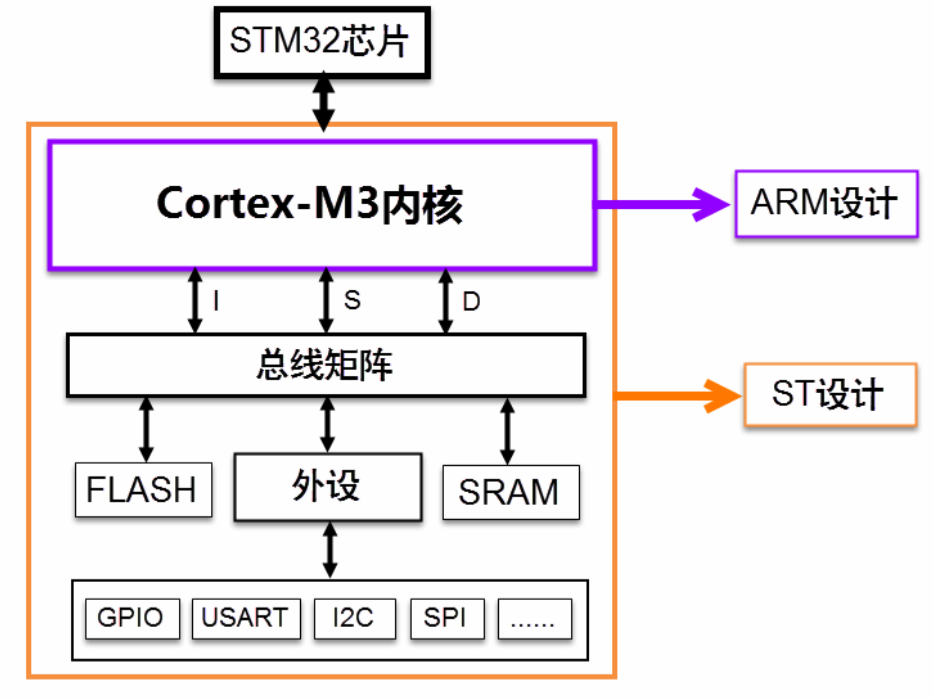 STM32芯片
Cortex-M3内核
ARM设计
I
S
D
总线矩阵
ST设计
FLASH
外设
SRAM
GPIO
USART
I2C
SPI
......